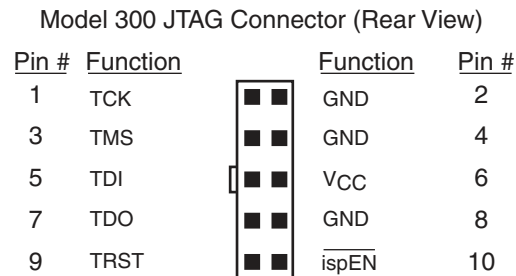 Model 300 JTAG Connector (Rear View)
Pin # Function Function Pin #
1 TCK GND 2
3 TMS GND 4
5 TDI VCC 6
7 TDO GND 8
9 TRST ispEN 10